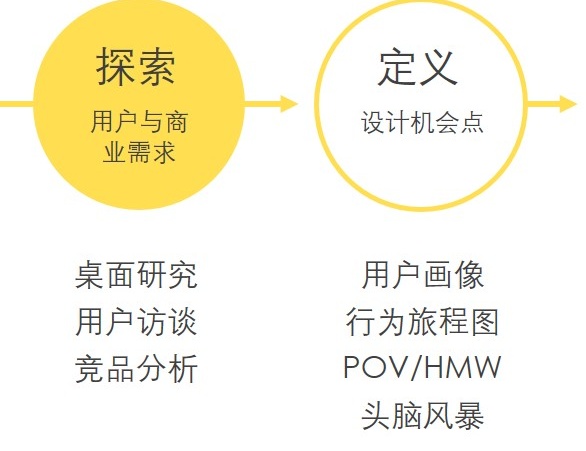 探索
用户与商
业需求
定义
设计机会点
桌面研究
用户访谈
竞品分析
用户画像
行为旅程图
POV/HMW
头脑风暴